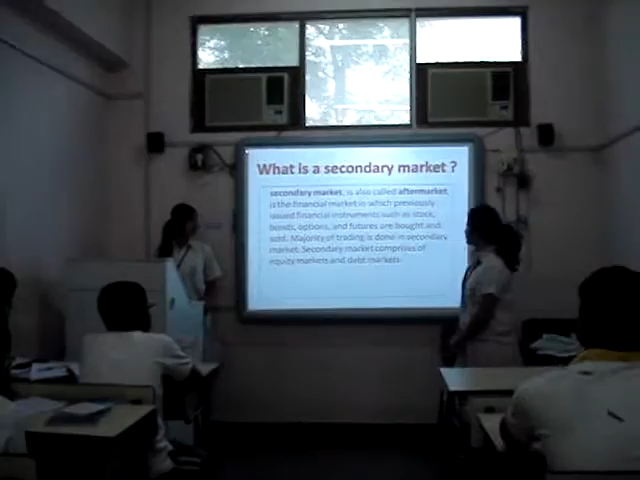 What is a secondary market ?
secondary market, is also called aftermarket,
is the financial market in which previously
issued financial instruments such as stock,
bonds, options, and futures are bought and
sold. Majority of trading is done in secondary
market. Secondary market comprises of
equity markets and debt markets.